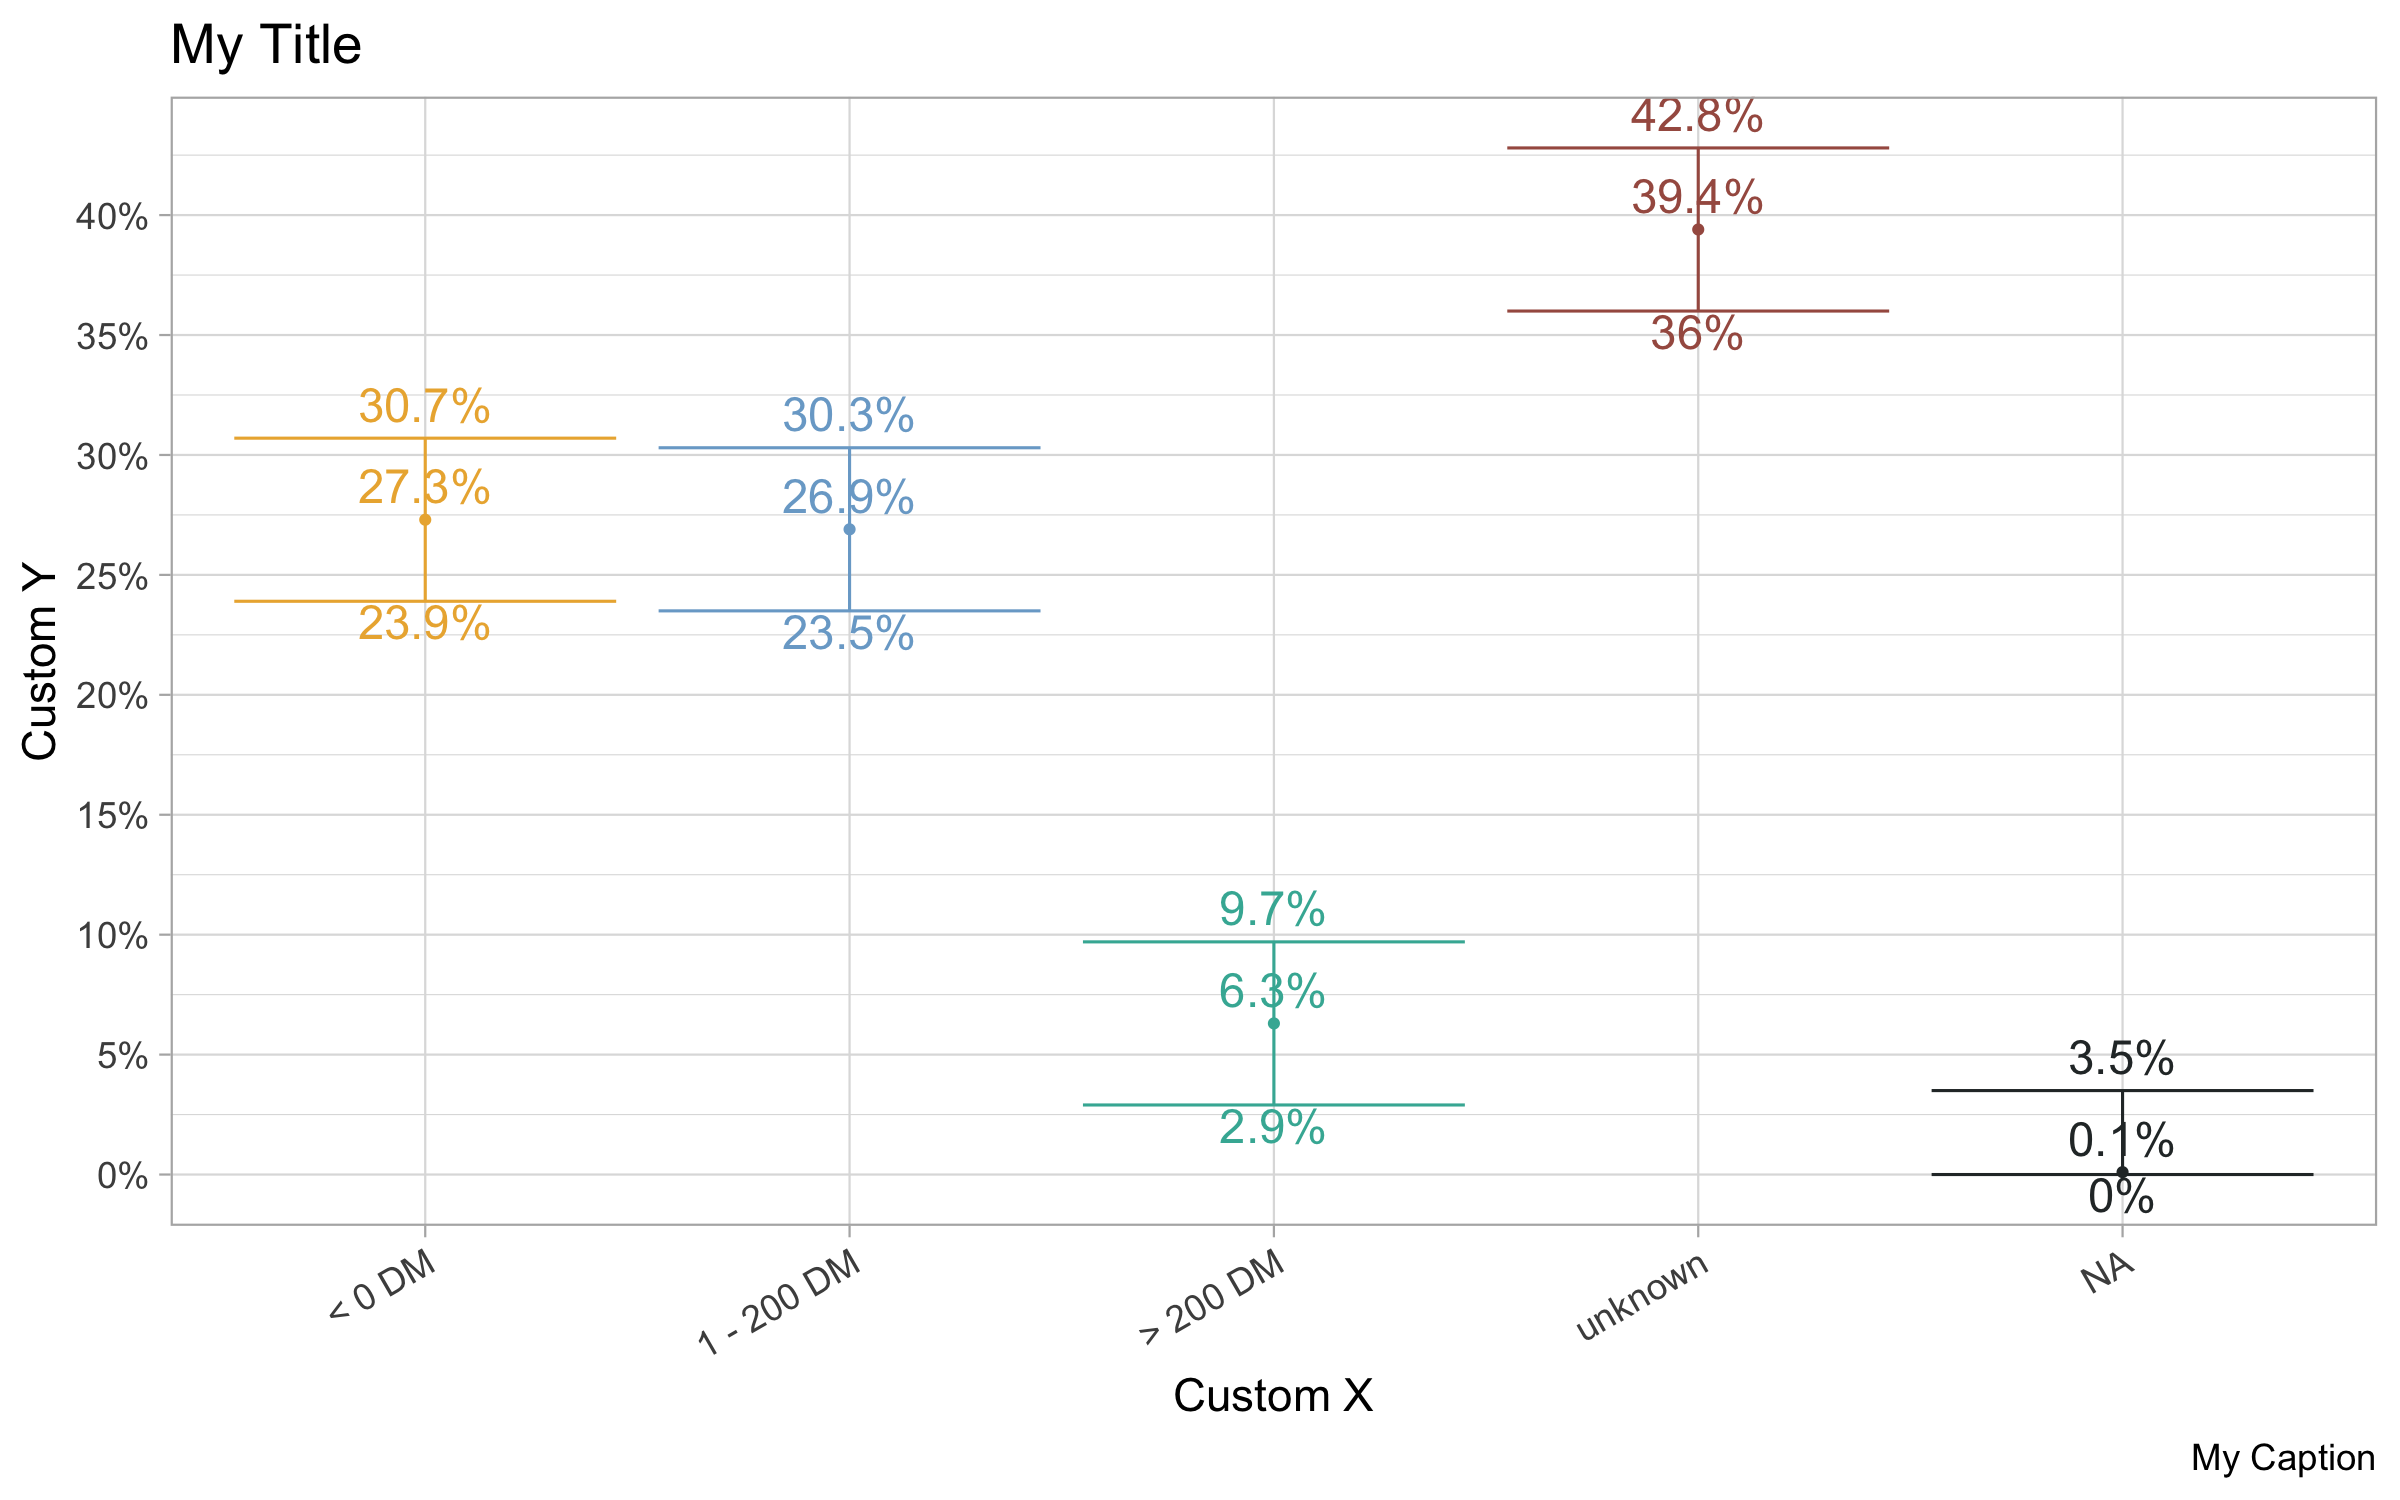 My Title
42.8%
40%
39.4%
35%
36%
30.7%
30.3%
30%
27.3%
26.9%
25%
23.9%
23.5%
20%
15%
10%
9.7%
6.3%
5%
3.5%
2.9%
0.1%
0%
0%
< 0 DM
1 - 200 DM
> 200 DM
unknown
NA
Custom Y
Custom X
My Caption